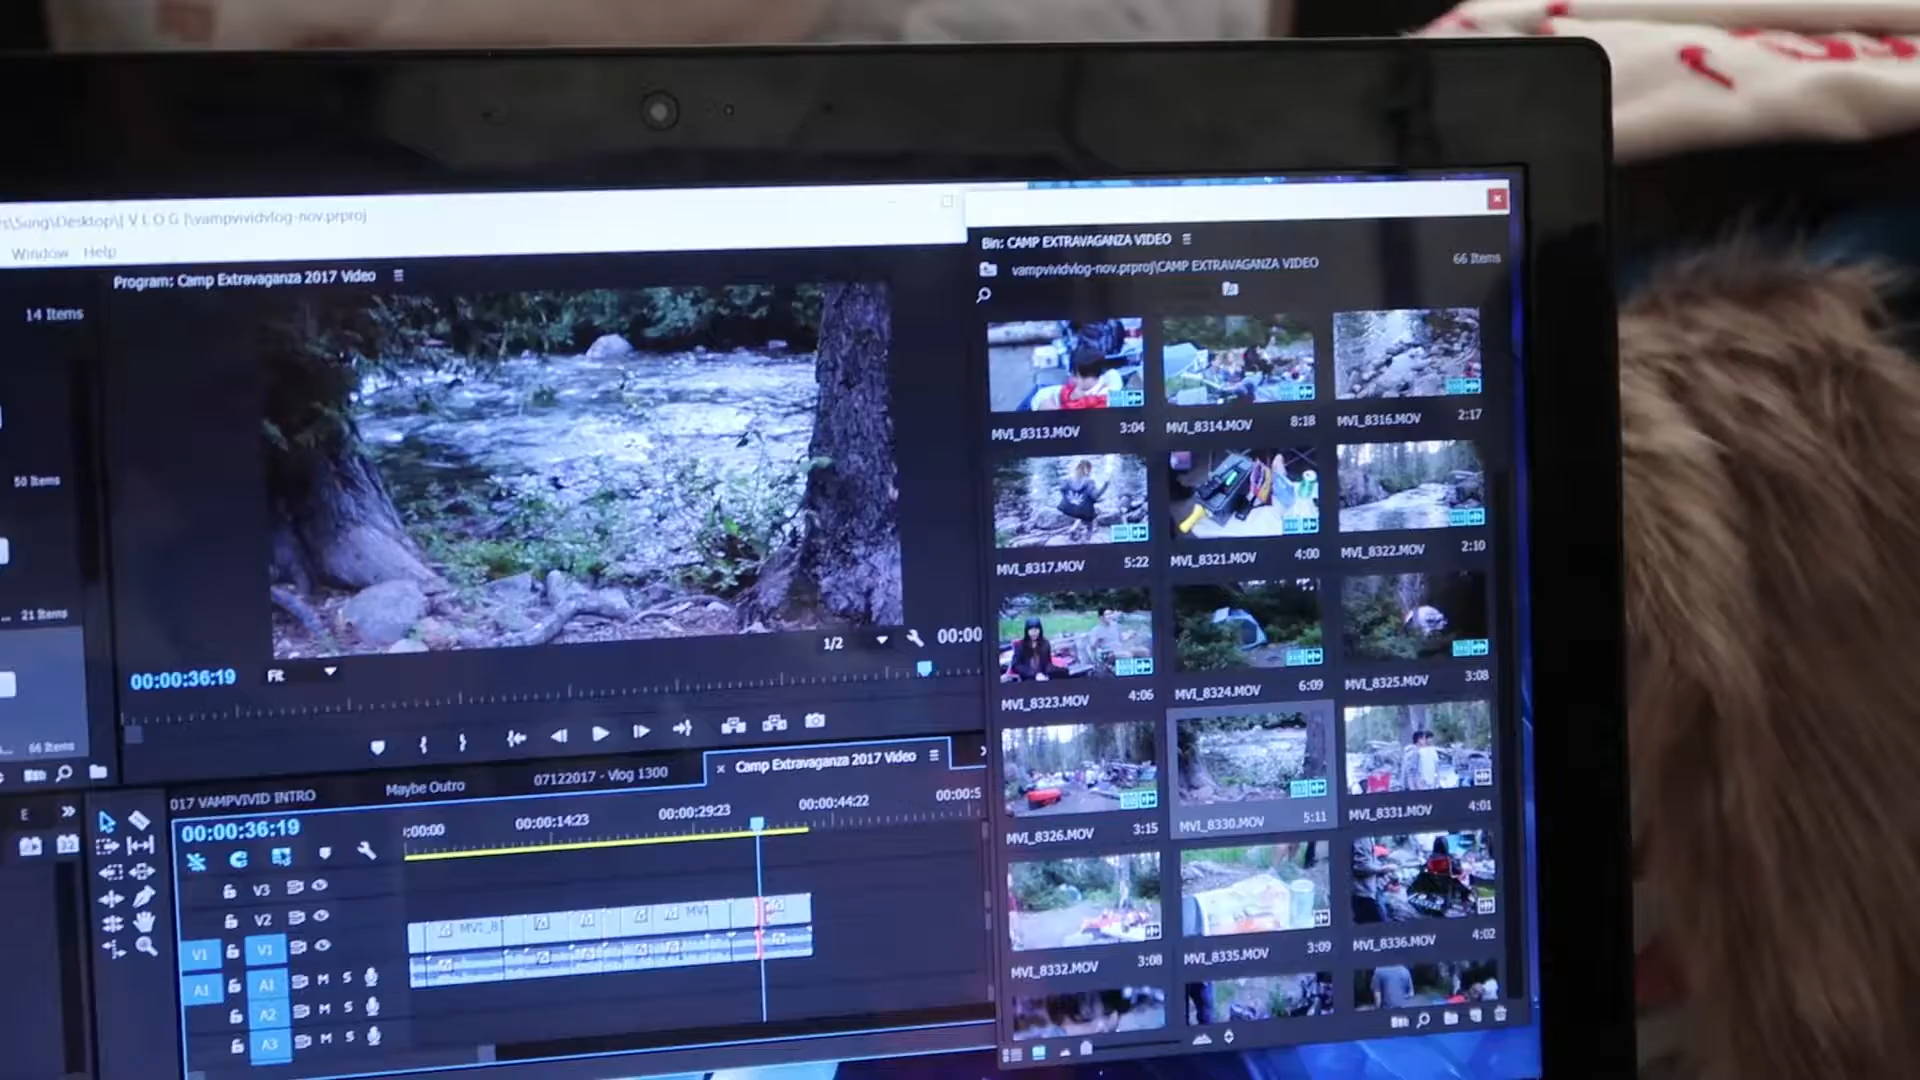 \Sung\Desktop\[ V L O G ]\vampvividvlog-nov.prproj
Window Help
Program: Camp Extravaganza 2017 Video
14 Items
50 Items
... 21 Items
66 Items
1/2
00:00
00:00:36:19
Fit
Bin: CAMP EXTRAVAGANZA VIDEO
vampvividvlog-nov.prproj\CAMP EXTRAVAGANZA VIDEO
66 Items
MVI_8313.MOV 3:04
MVI_8314.MOV 8:18
MVI_8316.MOV 2:17
MVI_8317.MOV 5:22
MVI_8321.MOV 4:00
MVI_8322.MOV 2:10
MVI_8323.MOV 4:06
MVI_8324.MOV 6:09
MVI_8325.MOV 3:08
MVI_8326.MOV 3:15
MVI_8330.MOV 5:11
MVI_8331.MOV 4:01
MVI_8332.MOV 3:08
MVI_8335.MOV 3:09
MVI_8336.MOV 4:02
017 VAMPVIVID INTRO
Maybe Outro
07122017 - Vlog 1300
Camp Extravaganza 2017 Video
E
00:00:36:19
:00:00
00:00:14:23
00:00:29:23
00:00:44:22
00:00:5
V3
V2
V1 V1
A1 A1 M S
A2 M S
A3 M S
MVI_8
MVI